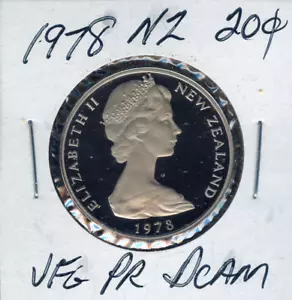 1978 NZ 20¢
ELIZABETH II NEW ZEALAND
1978
VFG PR DCAM